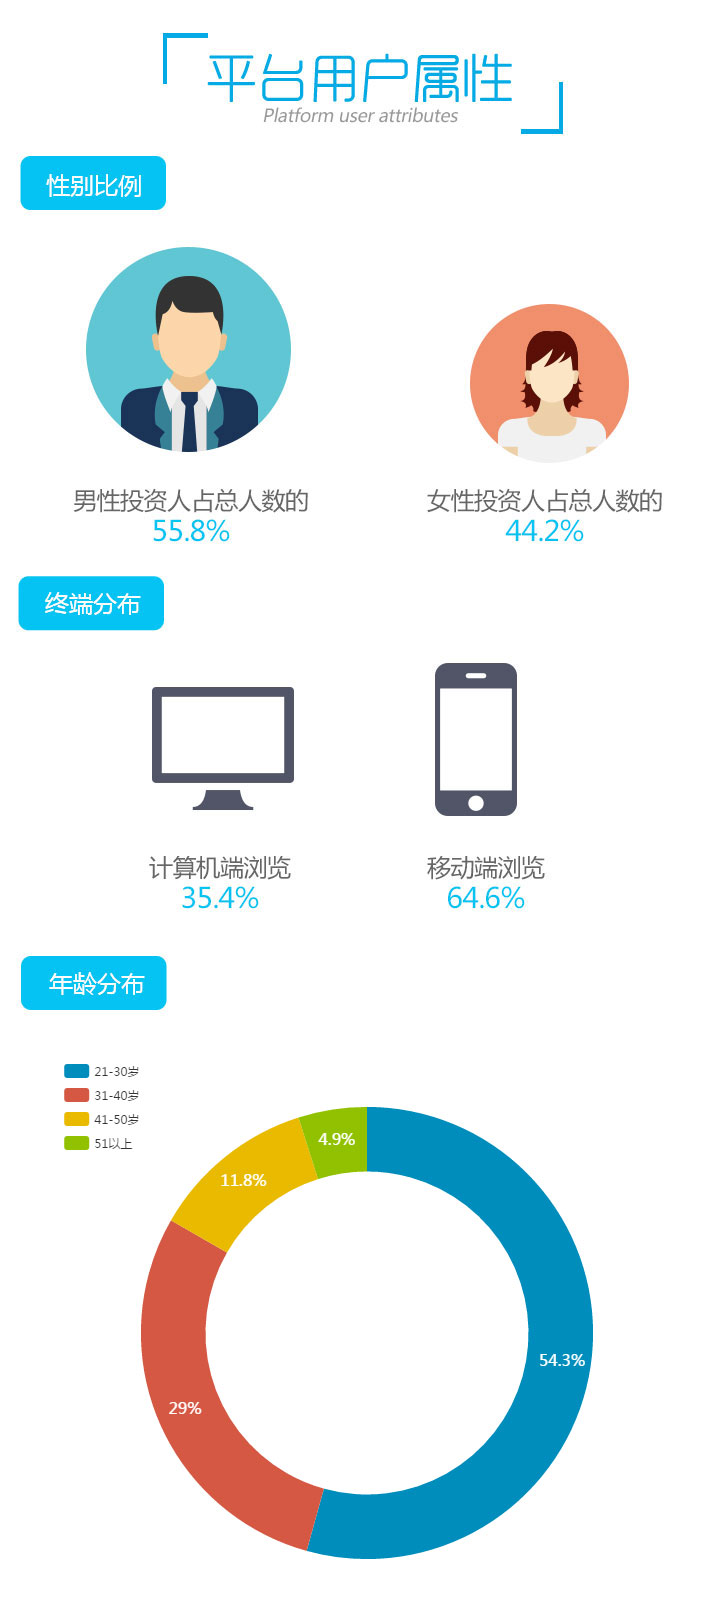 平台用户属性
Platform user attributes
性别比例
男性投资人占总人数的
55.8%
女性投资人占总人数的
44.2%
终端分布
计算机端浏览
35.4%
移动端浏览
64.6%
年龄分布
21-30岁
31-40岁
41-50岁
51以上
4.9%
11.8%
54.3%
29%